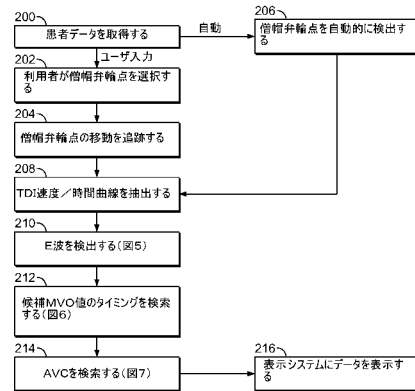 200
患者データを取得する
自動
206
僧帽弁輪点を自動的に検出す
る
ユーザ入力
202
利用者が僧帽弁輪点を選択す
る
204
僧帽弁輪点の移動を追跡する
208
TDI速度／時間曲線を抽出する
210
E波を検出する(図5)
212
候補MVO値のタイミングを検索
する(図6)
214
AVCを検索する(図7)
216
表示システムにデータを表示す
る